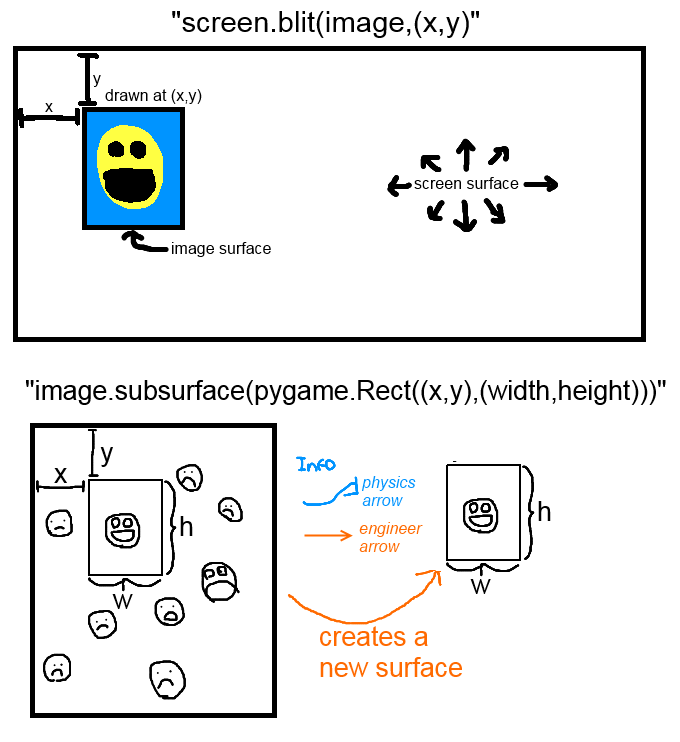 "screen.blit(image,(x,y)"
y
drawn at (x,y)
x
screen surface
image surface
"image.subsurface(pygame.Rect((x,y),(width,height)))"
y
x
h
w
Info
physics
arrow
engineer
arrow
h
w
creates a
new surface